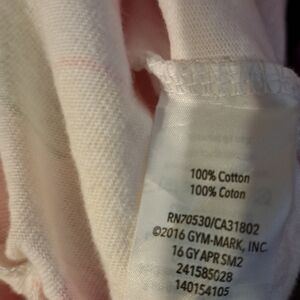 100% Cotton
100% Coton
RN70530/CA31802
©2016 GYM-MARK, INC.
16 GY APR SM2
241585028
140154105